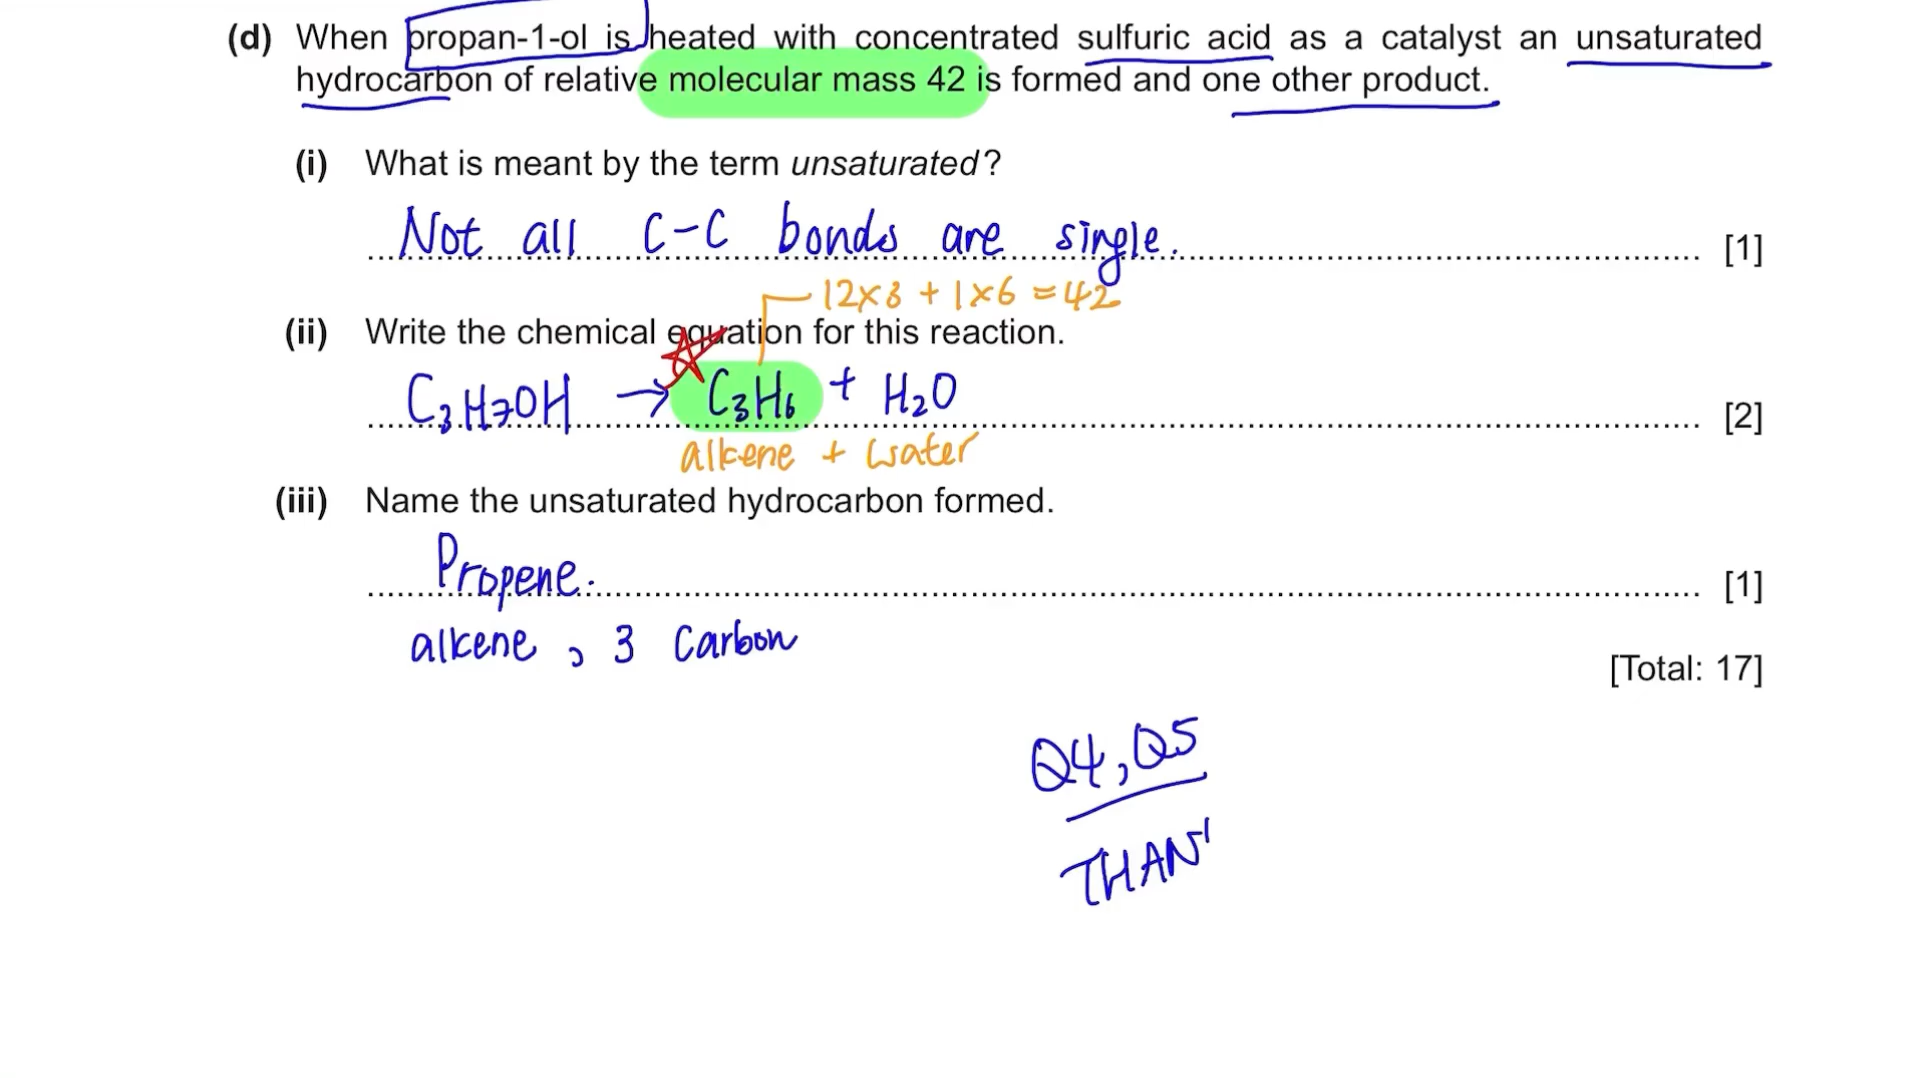 (d) When propan-1-ol is heated with concentrated sulfuric acid as a catalyst an unsaturated
hydrocarbon of relative molecular mass 42 is formed and one other product.
(i) What is meant by the term unsaturated?
Not all C-C bonds are single. [1]
12×3 + 1×6 = 42
(ii) Write the chemical equation for this reaction.
C₃H₇OH → C₃H₆ + H₂O [2]
alkene + water
(iii) Name the unsaturated hydrocarbon formed.
Propene. [1]
alkene, 3 Carbon
[Total: 17]
Q4, Q5
THAN